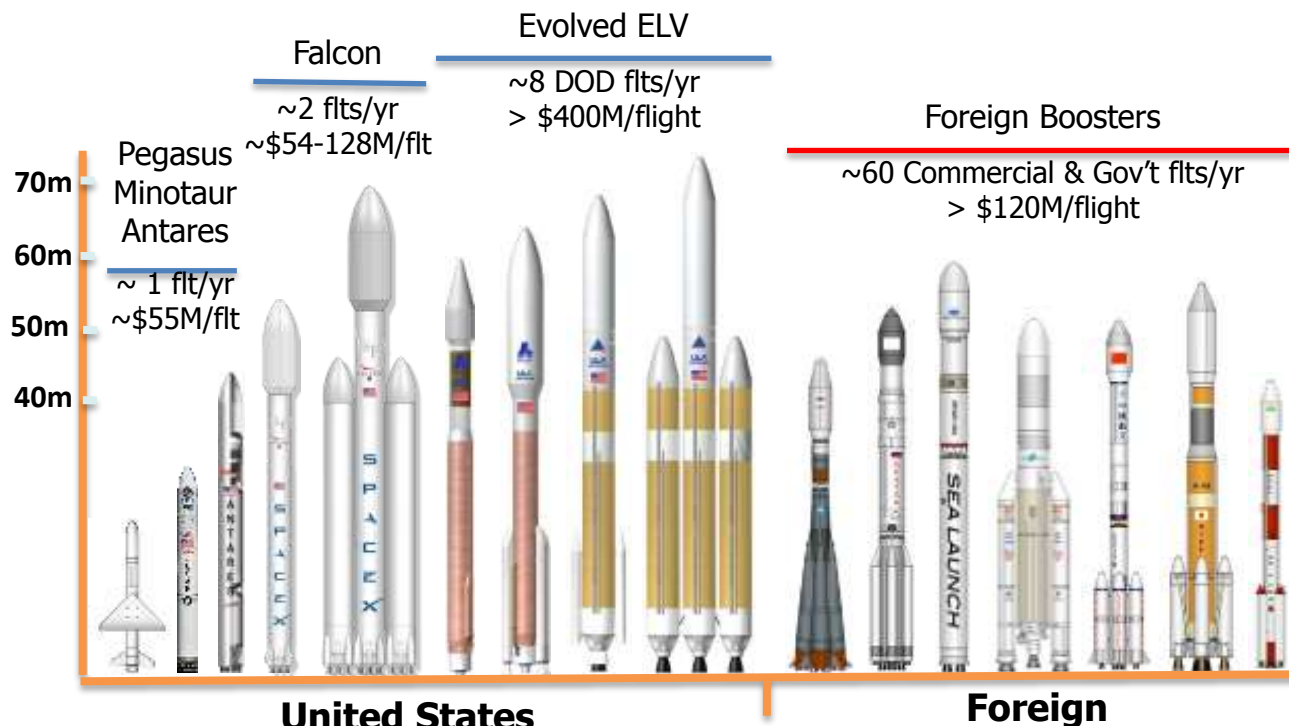 Evolved ELV
~8 DOD flts/yr
> $400M/flight
Falcon
~2 flts/yr
~$54-128M/flt
Pegasus
Minotaur
Antares
~ 1 flt/yr
~$55M/flt
Foreign Boosters
~60 Commercial & Gov't flts/yr
> $120M/flight
70m
60m
50m
40m
ANTARE
SPACEX
SPACEX
SEA LAUNCH
United States
Foreign